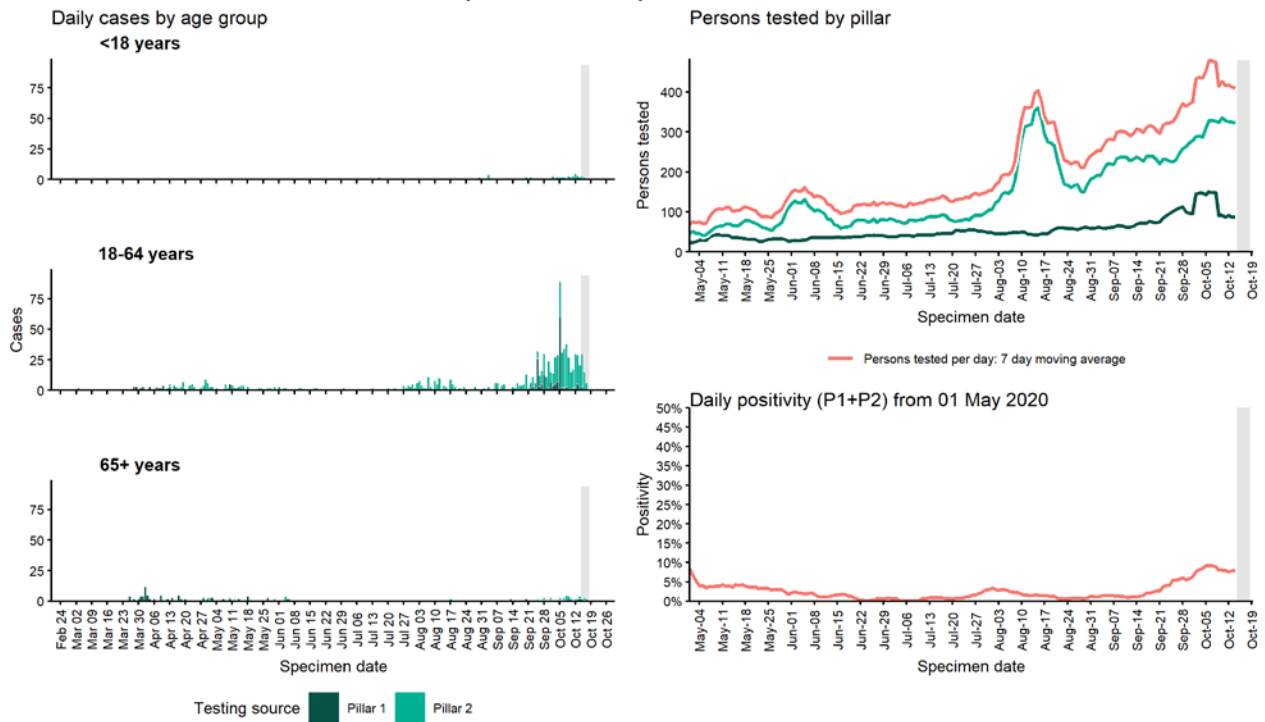 Daily cases by age group
<18 years
75
50
25
0
18-64 years
75
50
25
0
Cases
65+ years
75
50
25
0
Feb 24
Mar 02
Mar 09
Mar 16
Mar 23
Mar 30
Apr 06
Apr 13
Apr 20
Apr 27
May 04
May 11
May 18
May 25
Jun 01
Jun 08
Jun 15
Jun 22
Jun 29
Jul 06
Jul 13
Jul 20
Jul 27
Aug 03
Aug 10
Aug 17
Aug 24
Aug 31
Sep 07
Sep 14
Sep 21
Sep 28
Oct 05
Oct 12
Oct 19
Oct 26
Specimen date
Testing source Pillar 1 Pillar 2
Persons tested by pillar
400
300
200
100
0
Persons tested
May-04
May-11
May-18
May-25
Jun-01
Jun-08
Jun-15
Jun-22
Jun-29
Jul-06
Jul-13
Jul-20
Jul-27
Aug-03
Aug-10
Aug-17
Aug-24
Aug-31
Sep-07
Sep-14
Sep-21
Sep-28
Oct-05
Oct-12
Oct-19
Specimen date
Persons tested per day: 7 day moving average
Daily positivity (P1+P2) from 01 May 2020
50%
45%
40%
35%
30%
25%
20%
15%
10%
5%
0%
Positivity
May-04
May-11
May-18
May-25
Jun-01
Jun-08
Jun-15
Jun-22
Jun-29
Jul-06
Jul-13
Jul-20
Jul-27
Aug-03
Aug-10
Aug-17
Aug-24
Aug-31
Sep-07
Sep-14
Sep-21
Sep-28
Oct-05
Oct-12
Oct-19
Specimen date